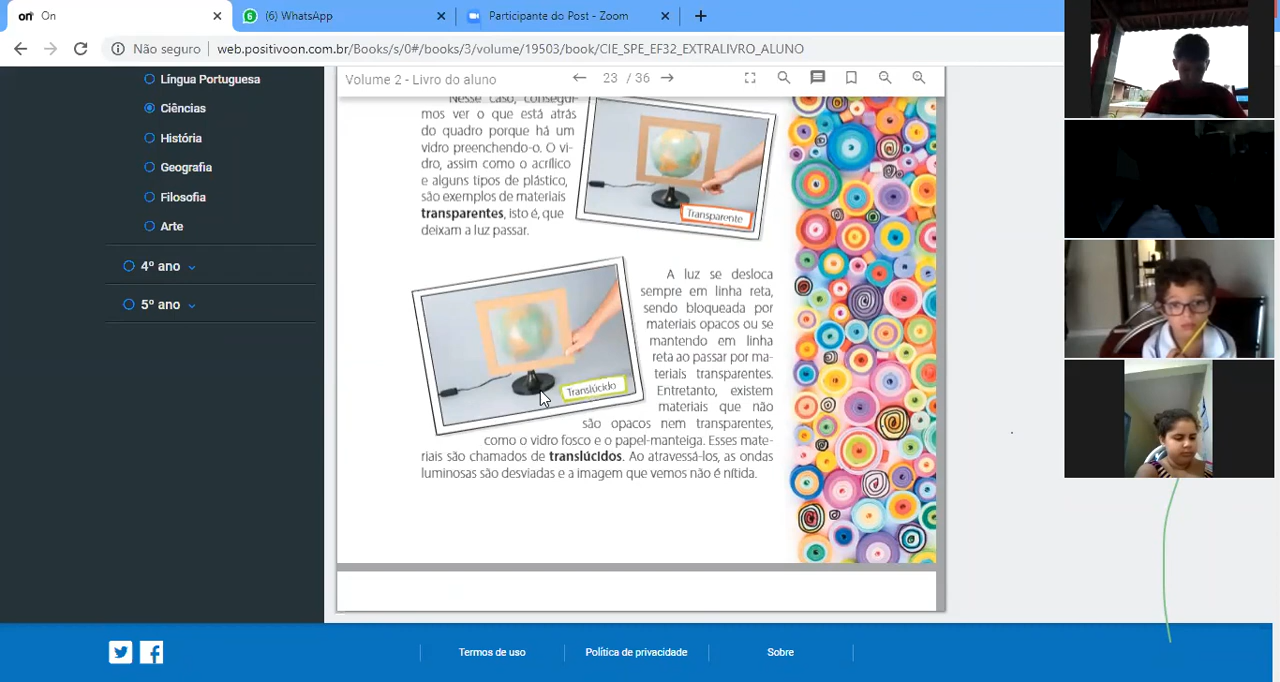 On
(6) WhatsApp
Participante do Post - Zoom
Não seguro
web.positivoon.com.br/Books/s/0#/books/3/volume/19503/book/CIE_SPE_EF32_EXTRALIVRO_ALUNO
Língua Portuguesa
Ciências
História
Geografia
Filosofia
Arte
4º ano
5º ano
Volume 2 - Livro do aluno
23 / 36
Nesse caso, consegui-
mos ver o que está atrás
do quadro porque há um
vidro preenchendo-o. O vi-
dro, assim como o acrílico
e alguns tipos de plástico,
são exemplos de materiais
transparentes, isto é, que
deixam a luz passar.
Transparente
A luz se desloca
sempre em linha reta,
sendo bloqueada por
materiais opacos ou se
mantendo em linha
reta ao passar por ma-
teriais transparentes.
Entretanto, existem
materiais que não
são opacos nem transparentes,
como o vidro fosco e o papel-manteiga. Esses mate-
riais são chamados de translúcidos. Ao atravessá-los, as ondas
luminosas são desviadas e a imagem que vemos não é nítida.
Translúcido
Termos de uso
Política de privacidade
Sobre